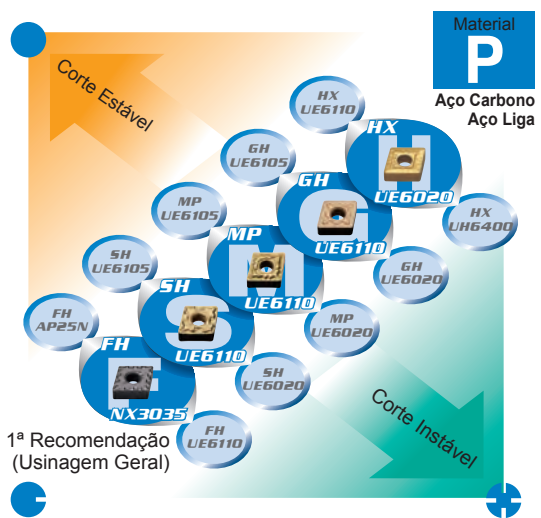 Material
P
Aço Carbono
Aço Liga
Corte Estável
HX
UE6110
HX
H
UE6020
GH
UE6105
GH
G
UE6110
HX
UH6400
MP
UE6105
MP
M
UE6110
GH
UE6020
SH
UE6105
SH
S
UE6110
MP
UE6020
FH
AP25N
FH
F
NX3035
SH
UE6020
FH
UE6110
Corte Instável
1ª Recomendação
(Usinagem Geral)